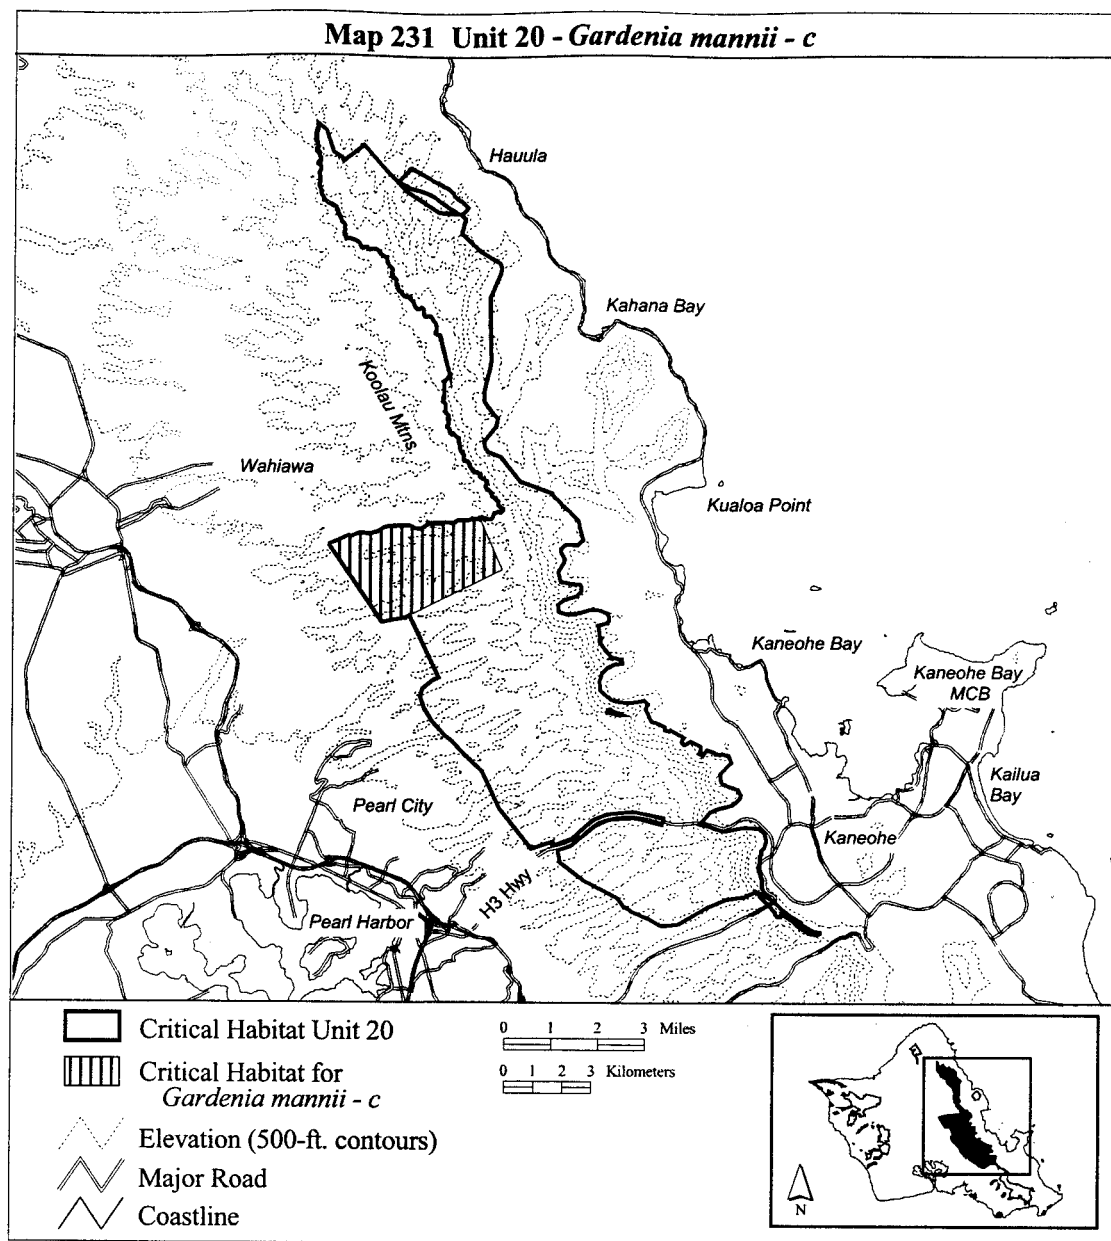 Map 231 Unit 20 - Gardenia mannii - c
Hauula
Kahana Bay
Koolau Mtns
Wahiawa
Kualoa Point
Kaneohe Bay
Kaneohe Bay
MCB
Kailua
Bay
Pearl City
Kaneohe
H3 Hwy
Pearl Harbor
Critical Habitat Unit 20
Critical Habitat for
Gardenia mannii - c
Elevation (500-ft. contours)
Major Road
Coastline
0 1 2 3 Miles
0 1 2 3 Kilometers
N